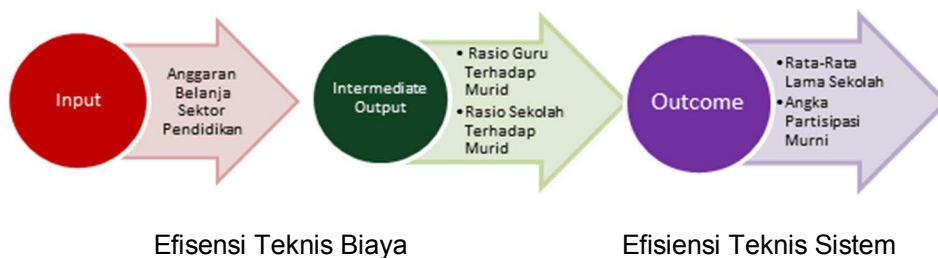 Input
Anggaran
Belanja
Sektor
Pendidikan
Intermediate
Output
• Rasio Guru
Terhadap
Murid
• Rasio Sekolah
Terhadap
Murid
Outcome
•Rata-Rata
Lama Sekolah
•Angka
Partisipasi
Murni
Efisensi Teknis Biaya
Efisiensi Teknis Sistem